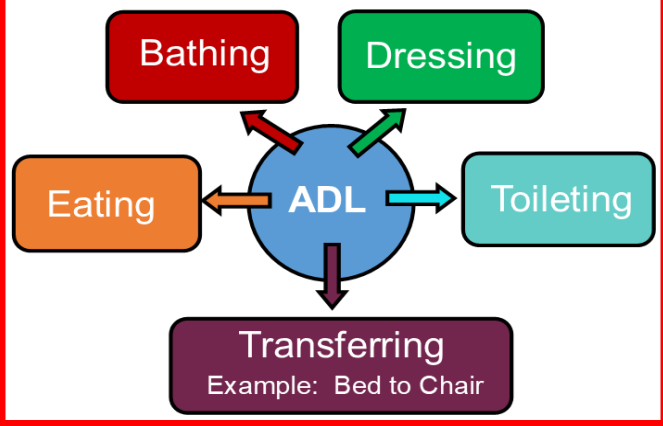 Bathing
Dressing
Eating
ADL
Toileting
Transferring
Example: Bed to Chair